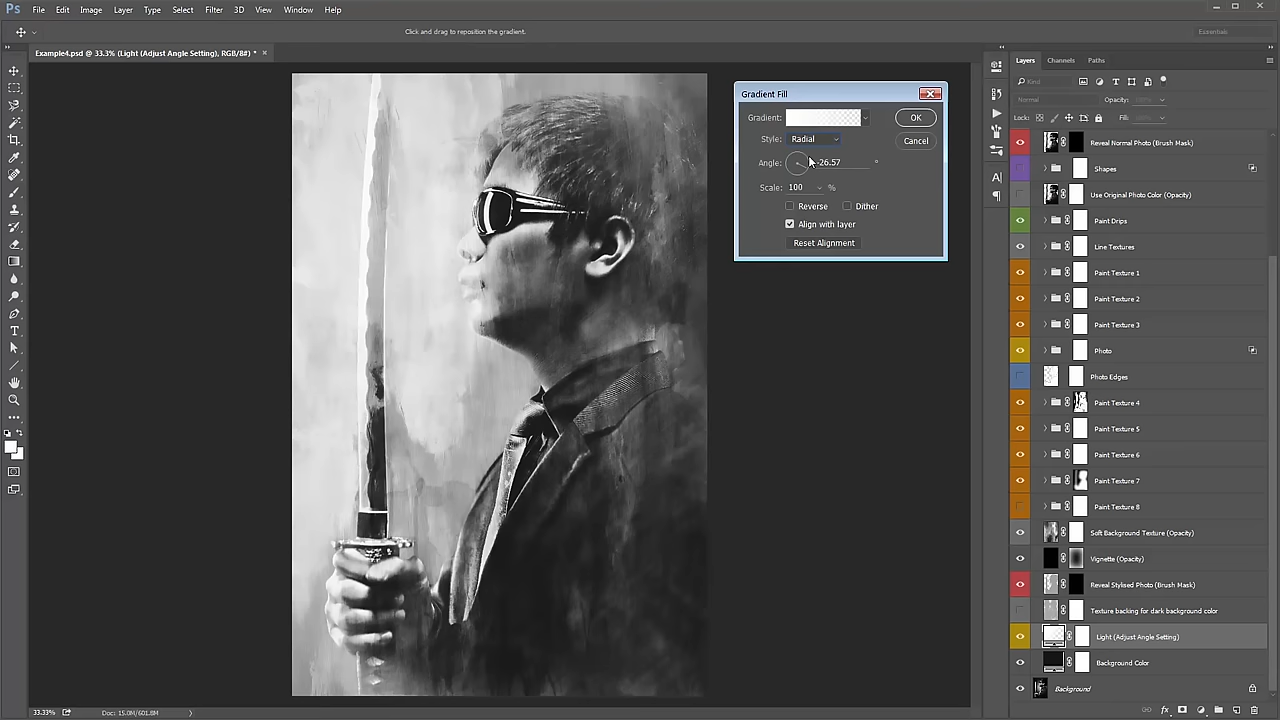 Ps File Edit Image Layer Type Select Filter 3D View Window Help
Click and drag to reposition the gradient.
Essentials
Example4.psd @ 33.3% (Light (Adjust Angle Setting), RGB/8#) * ×
Layers Channels Paths
Kind
Normal Opacity:
Lock: Fill:
Gradient Fill
Gradient: OK
Style: Radial Cancel
Angle: -26.57 °
Scale: 100 %
Reverse Dither
Align with layer
Reset Alignment
Reveal Normal Photo (Brush Mask)
Shapes
Use Original Photo Color (Opacity)
Paint Drips
Line Textures
Paint Texture 1
Paint Texture 2
Paint Texture 3
Photo
Photo Edges
Paint Texture 4
Paint Texture 5
Paint Texture 6
Paint Texture 7
Paint Texture 8
Soft Background Texture (Opacity)
Vignette (Opacity)
Reveal Stylised Photo (Brush Mask)
Texture backing for dark background color
Light (Adjust Angle Setting)
Background Color
Background
33.33% Doc: 15.0M/601.8M